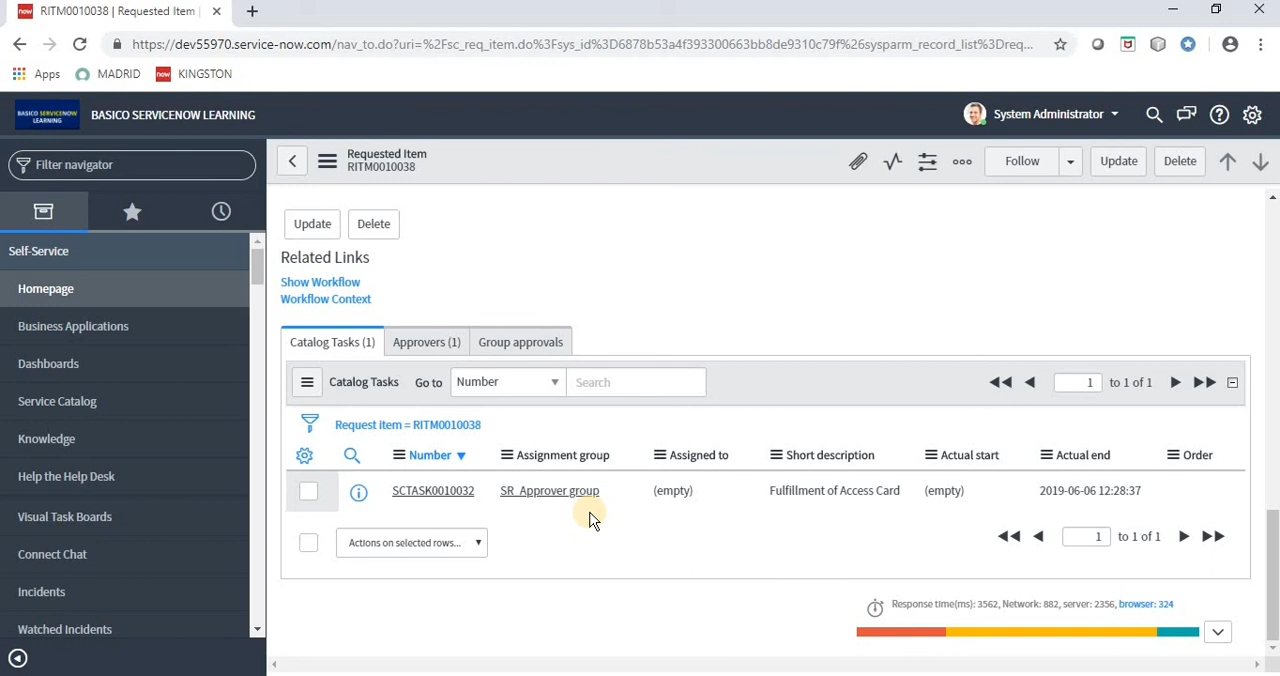 now RITM0010038 | Requested Item
https://dev55970.service-now.com/nav_to.do?uri=%2Fsc_req_item.do%3Fsys_id%3D6878b53a4f393300663bb8de9310c79f%26sysparm_record_list%3Dreq...
Apps MADRID now KINGSTON
BASICO SERVICENOW LEARNING BASICO SERVICENOW LEARNING System Administrator
Filter navigator
Requested Item
RITM0010038
Follow Update Delete
Self-Service
Homepage
Business Applications
Dashboards
Service Catalog
Knowledge
Help the Help Desk
Visual Task Boards
Connect Chat
Incidents
Watched Incidents
Update Delete
Related Links
Show Workflow
Workflow Context
Catalog Tasks (1) Approvers (1) Group approvals
Catalog Tasks Go to Number Search 1 to 1 of 1
Request item = RITM0010038
Number Assignment group Assigned to Short description Actual start Actual end Order
SCTASK0010032 SR_Approver group (empty) Fulfillment of Access Card (empty) 2019-06-06 12:28:37
Actions on selected rows... 1 to 1 of 1
Response time(ms): 3562, Network: 882, server: 2356, browser: 324